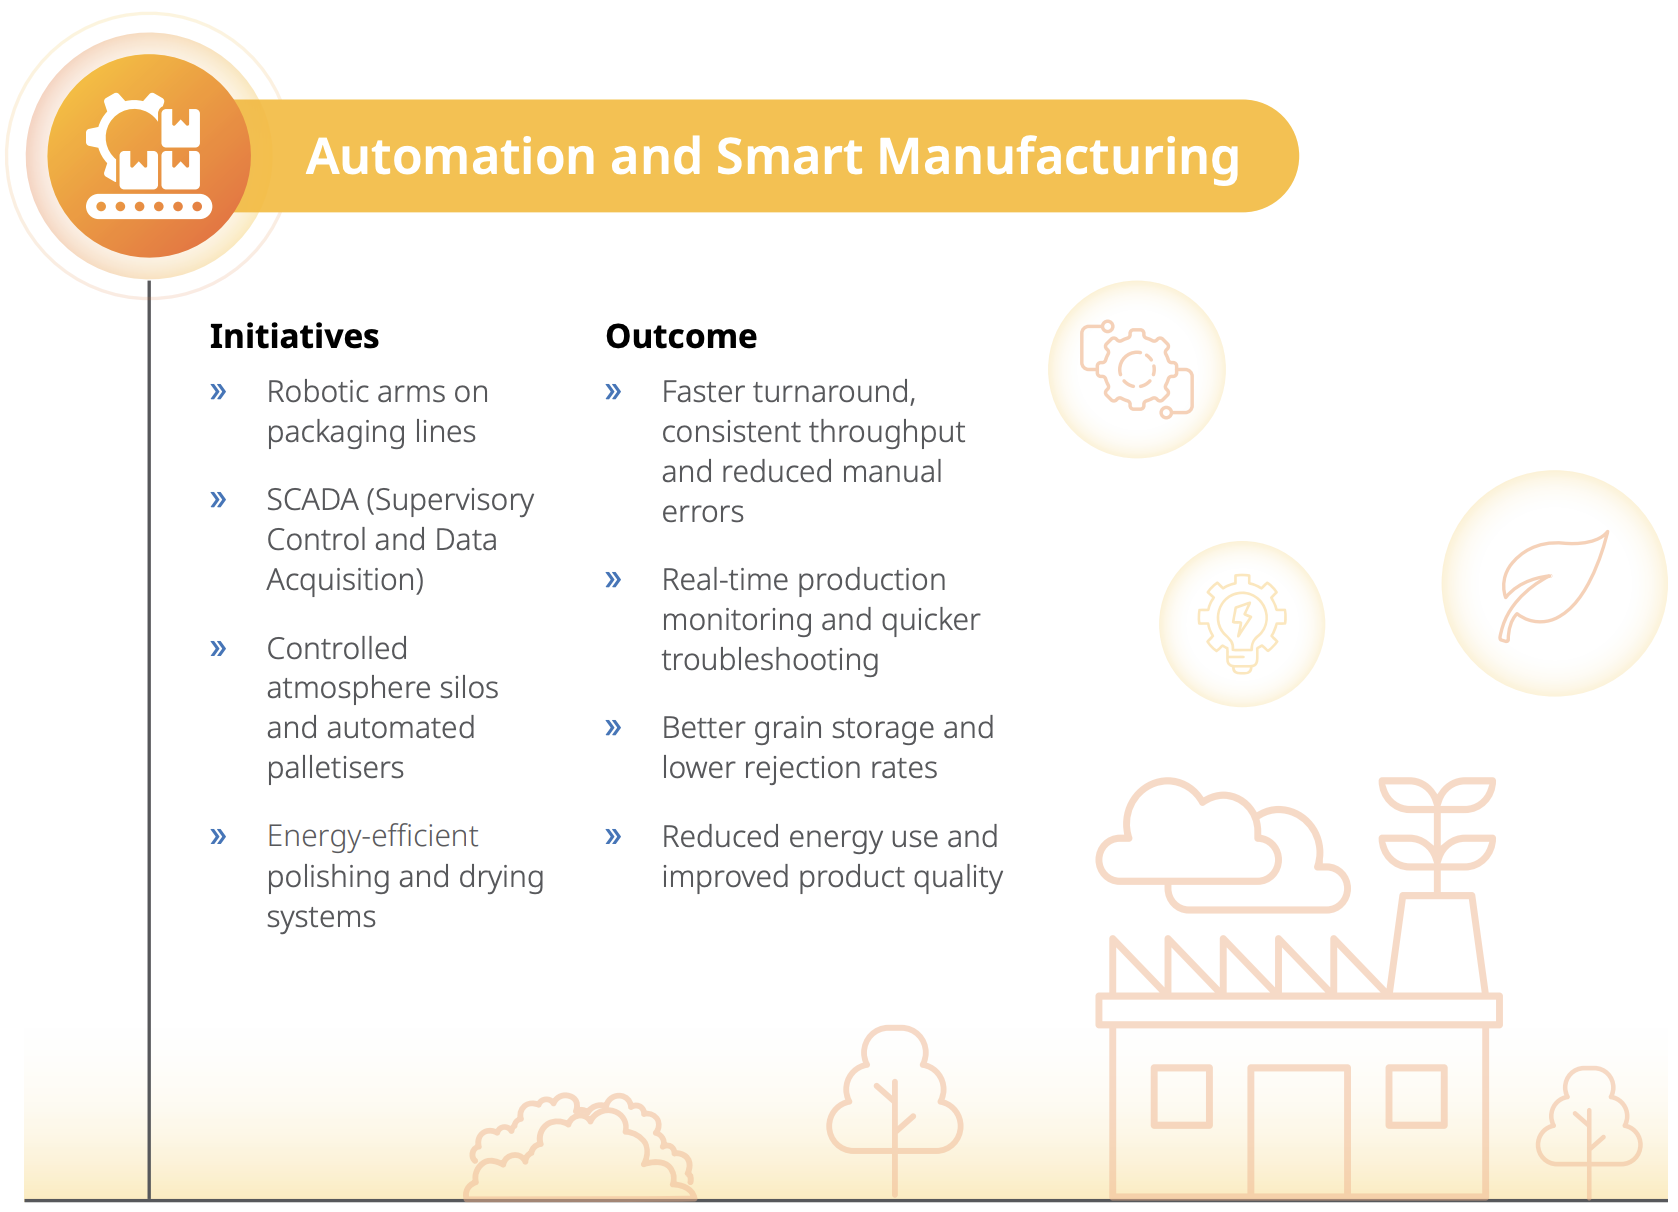 Automation and Smart Manufacturing
Initiatives
» Robotic arms on
packaging lines
» SCADA (Supervisory
Control and Data
Acquisition)
» Controlled
atmosphere silos
and automated
palletisers
» Energy-efficient
polishing and drying
systems
Outcome
» Faster turnaround,
consistent throughput
and reduced manual
errors
» Real-time production
monitoring and quicker
troubleshooting
» Better grain storage and
lower rejection rates
» Reduced energy use and
improved product quality